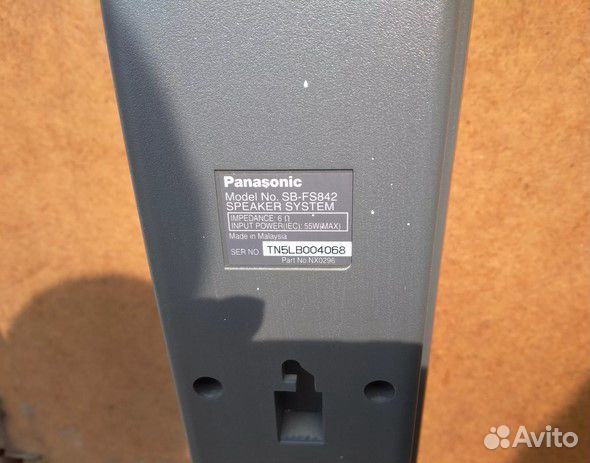 Panasonic
Model No. SB-FS842
SPEAKER SYSTEM
IMPEDANCE: 6 Ω
INPUT POWER(IEC): 55W(MAX)
Made in Malaysia
SER NO TN5LB004068
Part No NX0296
Avito